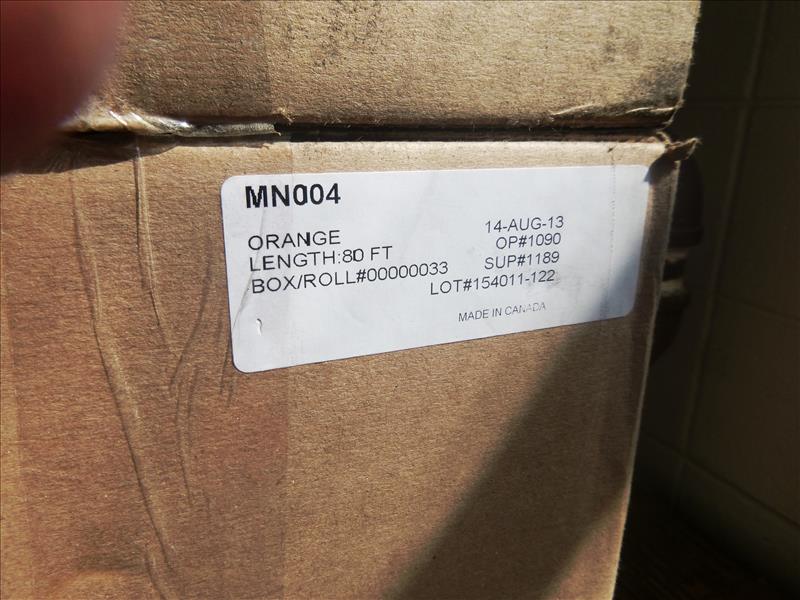 MN004
ORANGE
LENGTH:80 FT
BOX/ROLL#00000033
14-AUG-13
OP#1090
SUP#1189
LOT#154011-122
MADE IN CANADA